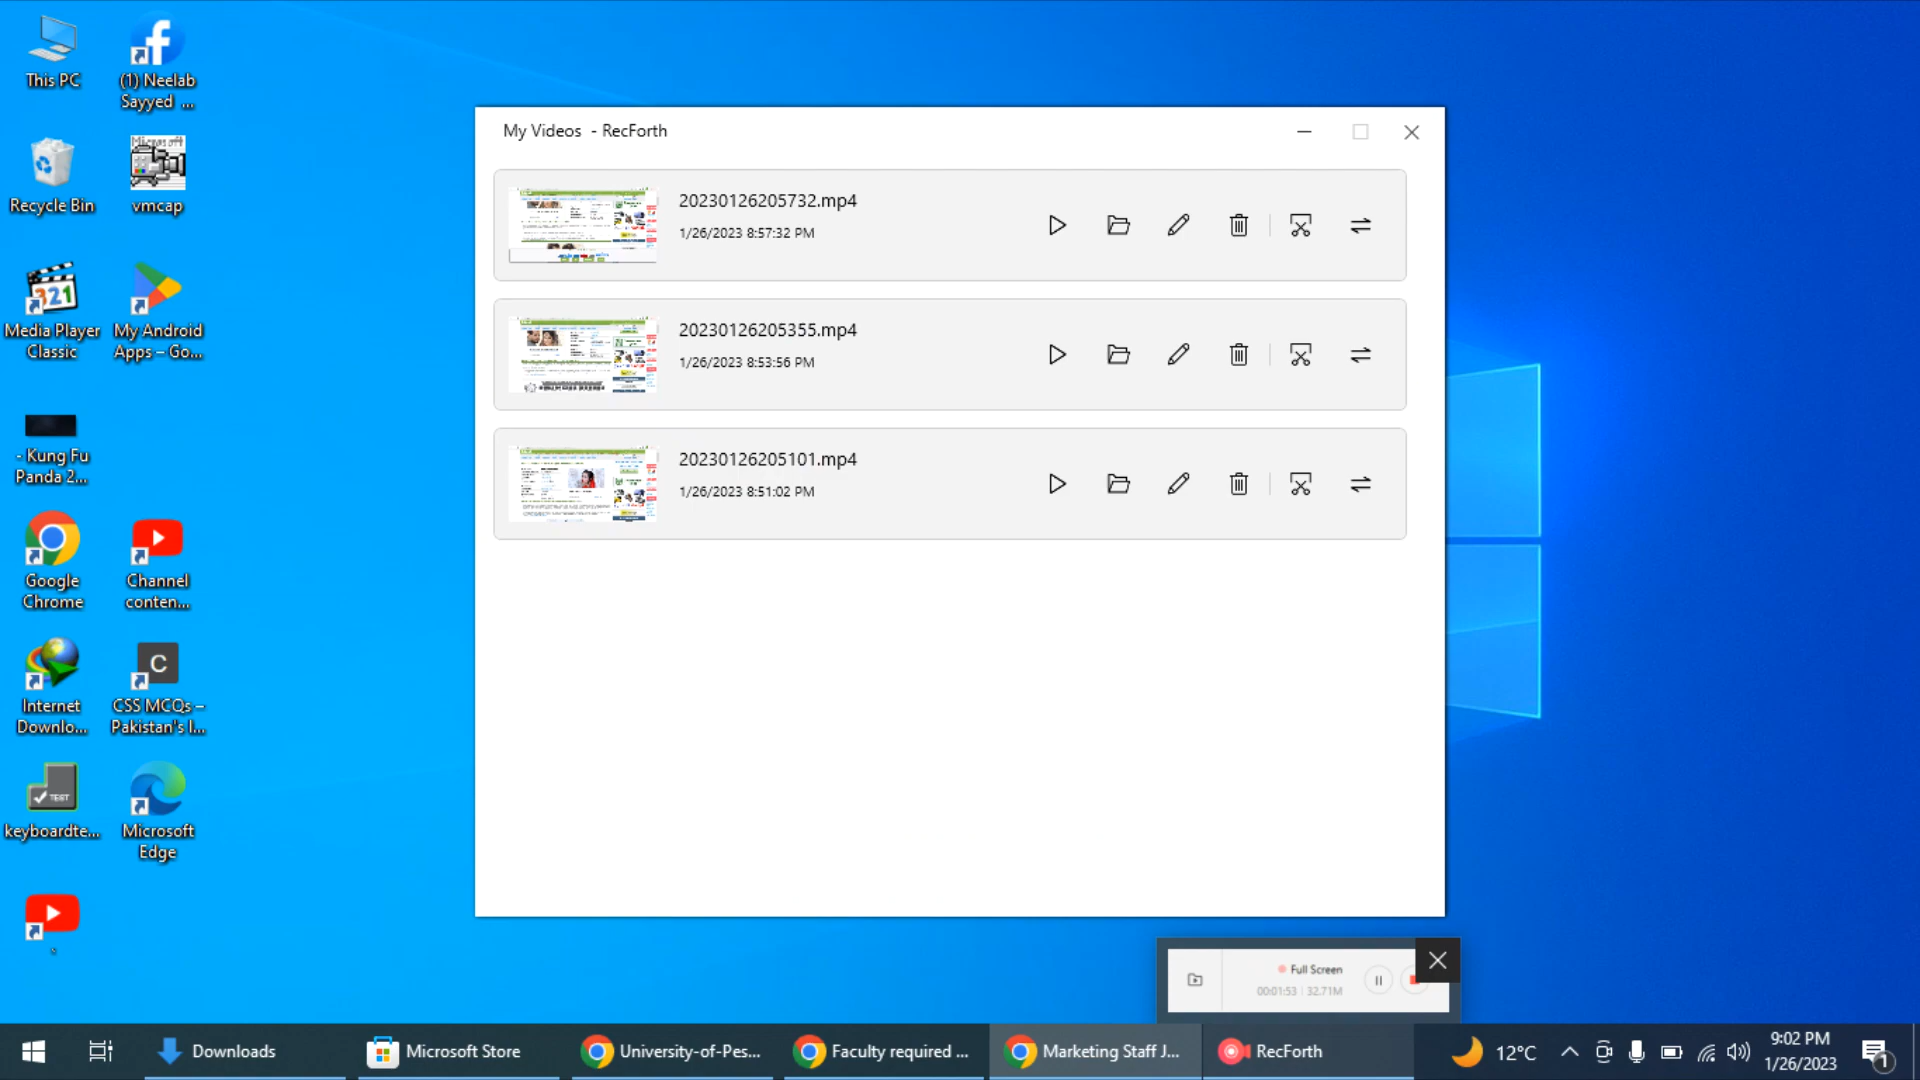 This PC
(1) Neelab
Sayyed ...
Recycle Bin
Microsoft
vmcap
321
Media Player
Classic
My Android
Apps – Go...
- Kung Fu
Panda 2...
Google
Chrome
Channel
conten...
Internet
Downlo...
C
CSS MCQs –
Pakistan's l...
TEST
keyboardte...
Microsoft
Edge
My Videos - RecForth
20230126205732.mp4
1/26/2023 8:57:32 PM
20230126205355.mp4
1/26/2023 8:53:56 PM
20230126205101.mp4
1/26/2023 8:51:02 PM
Full Screen
00:01:53 | 32.71M
Downloads
Microsoft Store
University-of-Pes...
Faculty required ...
Marketing Staff J...
RecForth
12°C
9:02 PM
1/26/2023
1